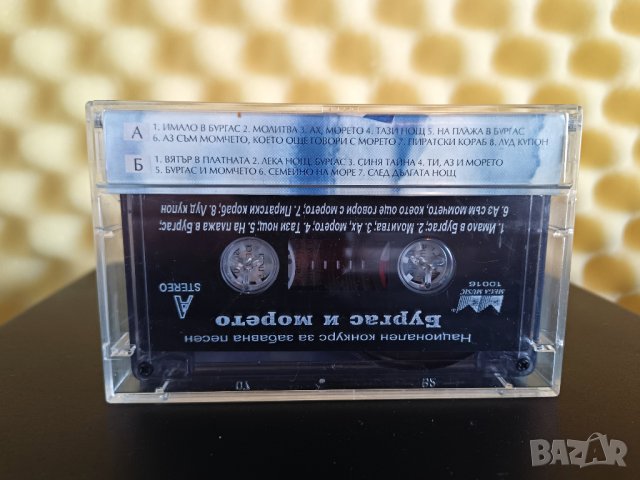 А
1. ИМАЛО В БУРГАС 2. МОЛИТВА 3. АХ, МОРЕТО 4. ТАЗИ НОЩ 5. НА ПЛАЖА В БУРГАС
6. АЗ СЪМ МОМЧЕТО, КОЕТО ОЩЕ ГОВОРИ С МОРЕТО 7. ПИРАТСКИ КОРАБ 8. ЛУД КУПОН
Б
1. ВЯТЪР В ПЛАТНАТА 2. ЛЕКА НОЩ, БУРГАС 3. СИНЯ ТАЙНА 4. ТИ, АЗ И МОРЕТО
5. БУРГАС И МОМЧЕТО 6. СЕМЕЙНО НА МОРЕ 7. СЛЕД ДЪЛГАТА НОЩ
Национален конкурс за забавна песен
Бургас и морето
MEGA MUSIC
10016
A
STEREO
1. Имало в Бургас; 2. Молитва; 3. Ах, морето; 4. Тази нощ; 5. На плажа в Бургас;
6. Аз съм момчето, което още говори с морето; 7. Пиратски кораб; 8. Луд купон
BAZAR
bg